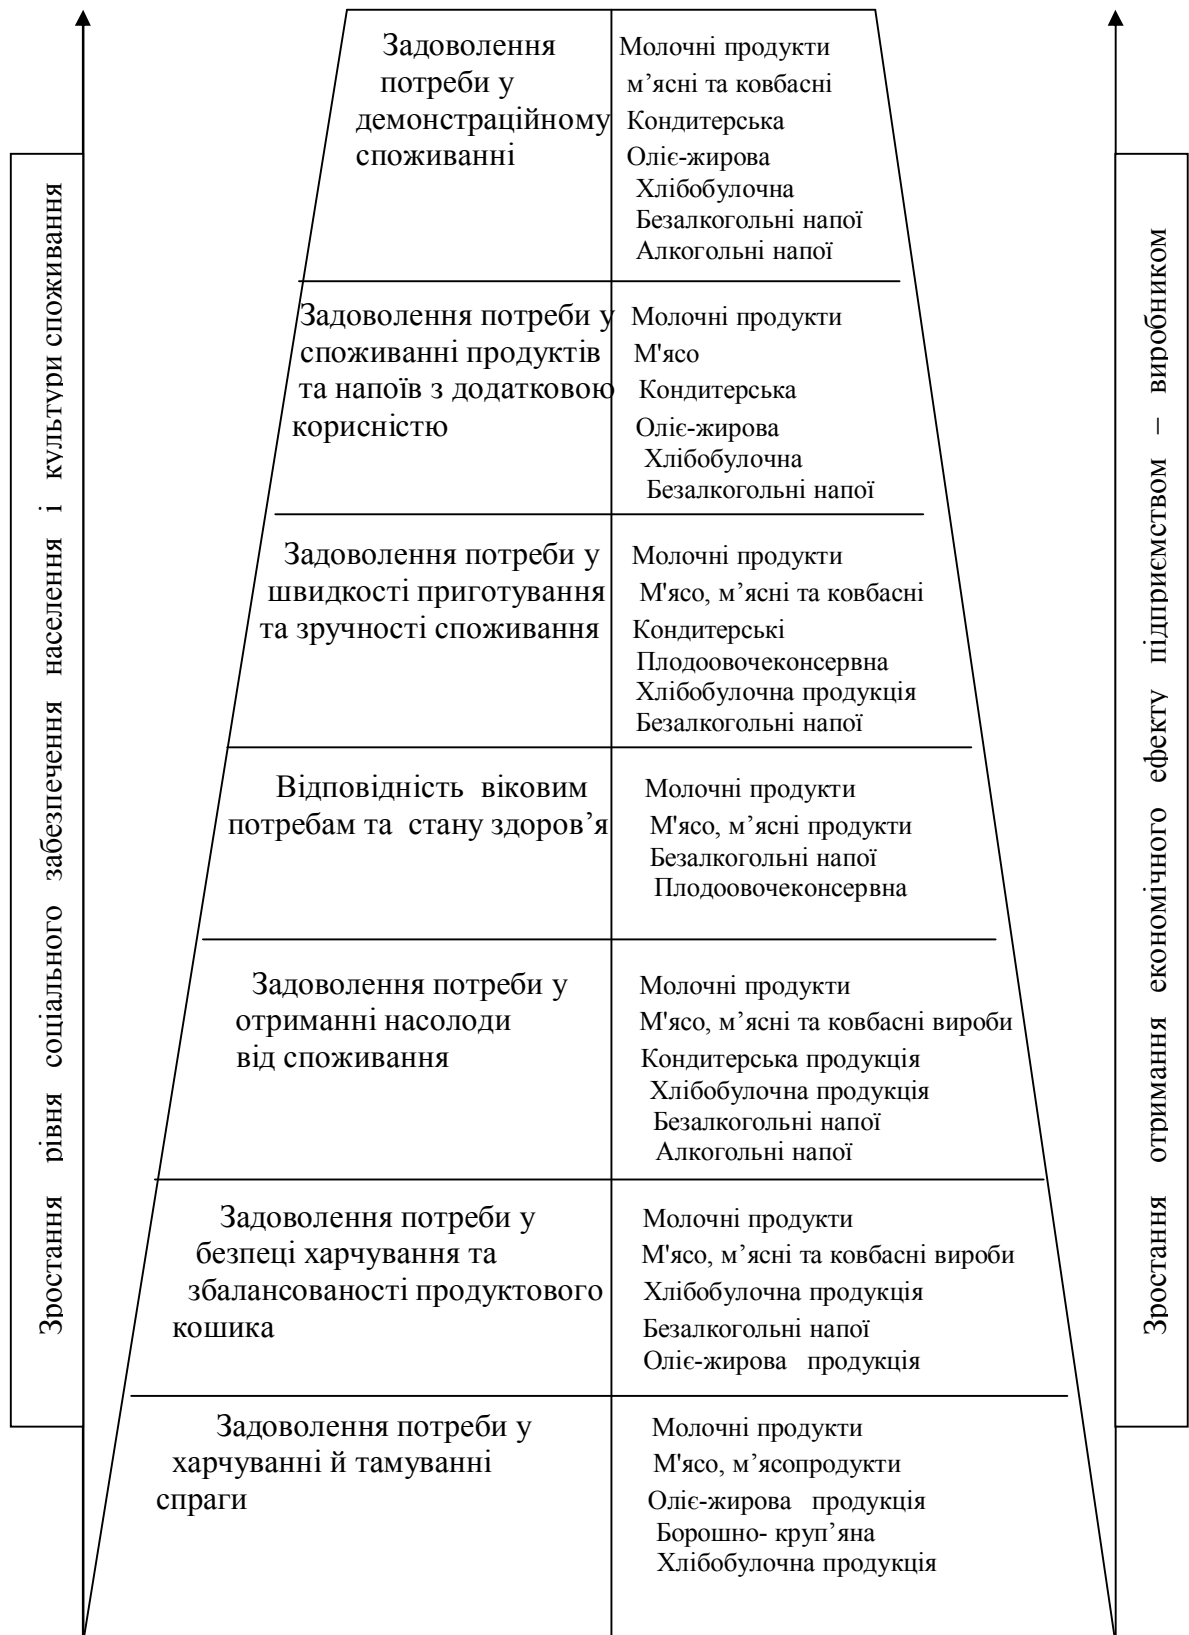 Зростання рівня соціального забезпечення населення і культури споживання
Задоволення
потреби у
демонстраційному
споживанні
Молочні продукти
м’ясні та ковбасні
Кондитерська
Оліє-жирова
Хлібобулочна
Безалкогольні напої
Алкогольні напої
Задоволення потреби у
споживанні продуктів
та напоїв з додатковою
корисністю
Молочні продукти
М'ясо
Кондитерська
Оліє-жирова
Хлібобулочна
Безалкогольні напої
Задоволення потреби у
швидкості приготування
та зручності споживання
Молочні продукти
М'ясо, м’ясні та ковбасні
Кондитерські
Плодоовочеконсервна
Хлібобулочна продукція
Безалкогольні напої
Відповідність віковим
потребам та стану здоров’я
Молочні продукти
М'ясо, м’ясні продукти
Безалкогольні напої
Плодоовочеконсервна
Задоволення потреби у
отриманні насолоди
від споживання
Молочні продукти
М'ясо, м’ясні та ковбасні вироби
Кондитерська продукція
Хлібобулочна продукція
Безалкогольні напої
Алкогольні напої
Задоволення потреби у
безпеці харчування та
збалансованості продуктового
кошика
Молочні продукти
М'ясо, м’ясні та ковбасні вироби
Хлібобулочна продукція
Безалкогольні напої
Оліє-жирова продукція
Задоволення потреби у
харчуванні й тамуванні
спраги
Молочні продукти
М'ясо, м’ясопродукти
Оліє-жирова продукція
Борошно- круп’яна
Хлібобулочна продукція
Зростання отримання економічного ефекту підприємством – виробником